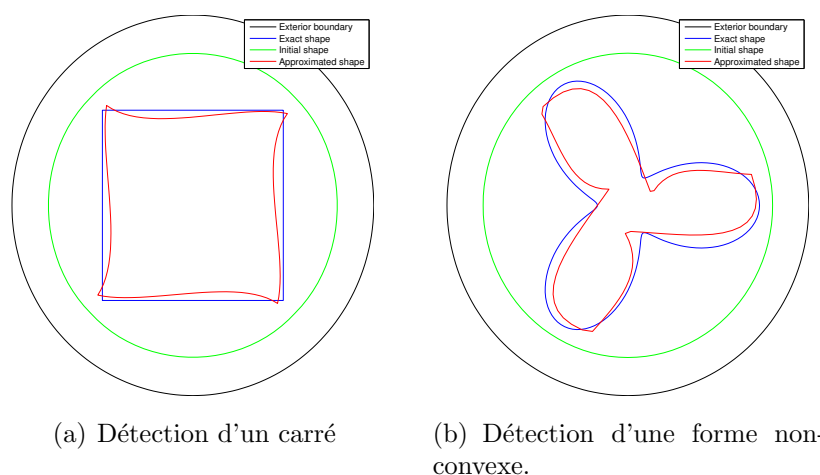 Exterior boundary
Exact shape
Initial shape
Approximated shape
Exterior boundary
Exact shape
Initial shape
Approximated shape
(a) Détection d'un carré
(b) Détection d'une forme non-
convexe.